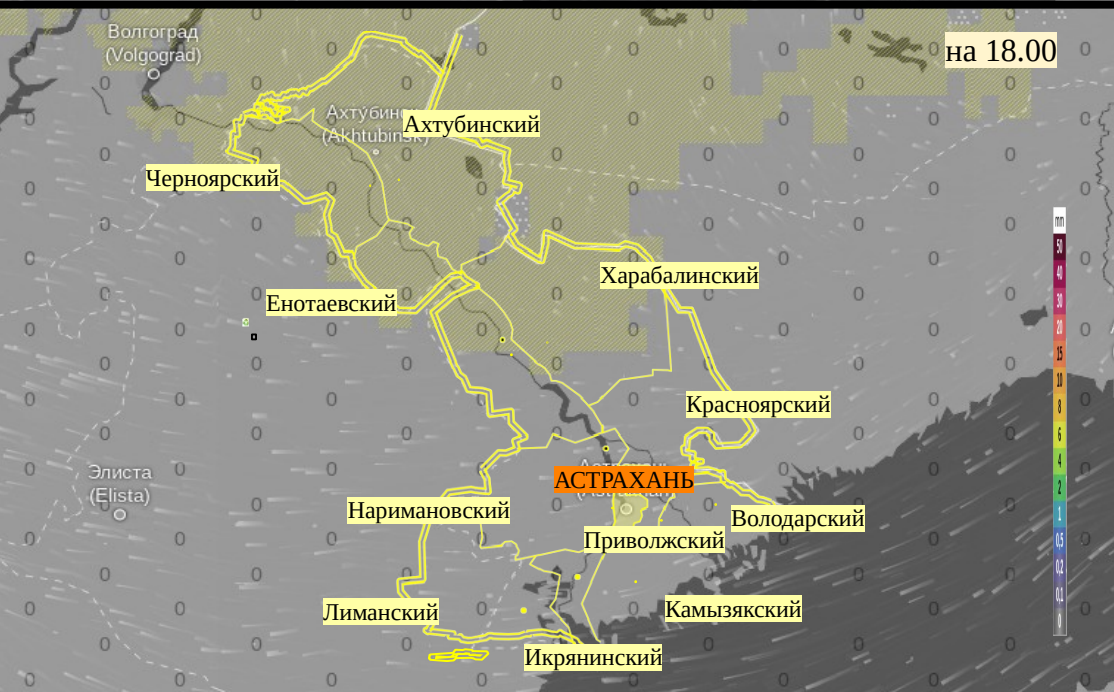 Волгоград
(Volgograd)
на 18.00
Ахтубинский
(Akhtubinsk)
Черноярский
Харабалинский
Енотаевский
Красноярский
Элиста
(Elista)
АСТРАХАНЬ
Наримановский
Володарский
Приволжский
Лиманский
Камызякский
Икрянинский
mm
50
40
30
20
15
10
8
6
4
2
1
0,5
0,2
0,1
0